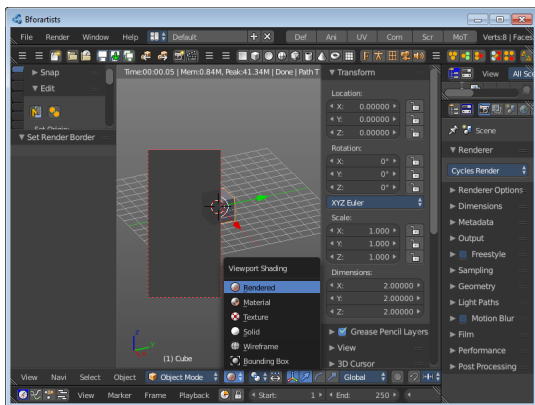 Bforartists
File Render Window Help Default Def Ani UV Com Scr MoT Verts:8 | Faces
Snap
Edit
Set Render Border
Time:00:00.05 | Mem:0.84M, Peak:41.34M | Done | Path T
(1) Cube
Viewport Shading
Rendered
Material
Texture
Solid
Wireframe
Bounding Box
Transform
Location:
X: 0.00000
Y: 0.00000
Z: 0.00000
Rotation:
X: 0°
Y: 0°
Z: 0°
XYZ Euler
Scale:
X: 1.000
Y: 1.000
Z: 1.000
Dimensions:
X: 2.00000
Y: 2.00000
Z: 2.00000
Grease Pencil Layers
View
3D Cursor
View All Sce
Scene
Renderer
Cycles Render
Renderer Options
Dimensions
Metadata
Output
Freestyle
Sampling
Geometry
Light Paths
Motion Blur
Film
Performance
Post Processing
View Navi Select Object Object Mode Global
View Marker Frame Playback Start: 1 End: 250